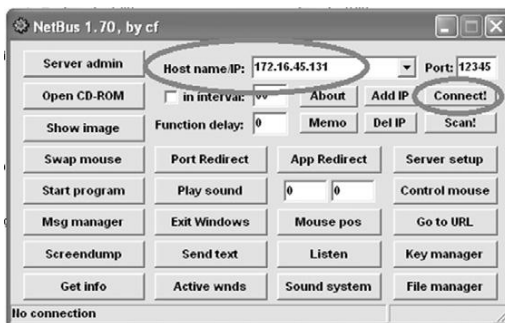 NetBus 1.70, by cf
Server admin Host name/IP: 172.16.45.131 Port: 12345
Open CD-ROM in interval: About Add IP Connect!
Show image Function delay: 0 Memo Del IP Scan!
Swap mouse Port Redirect App Redirect Server setup
Start program Play sound 0 0 Control mouse
Msg manager Exit Windows Mouse pos Go to URL
Screendump Send text Listen Key manager
Get info Active wnds Sound system File manager
No connection